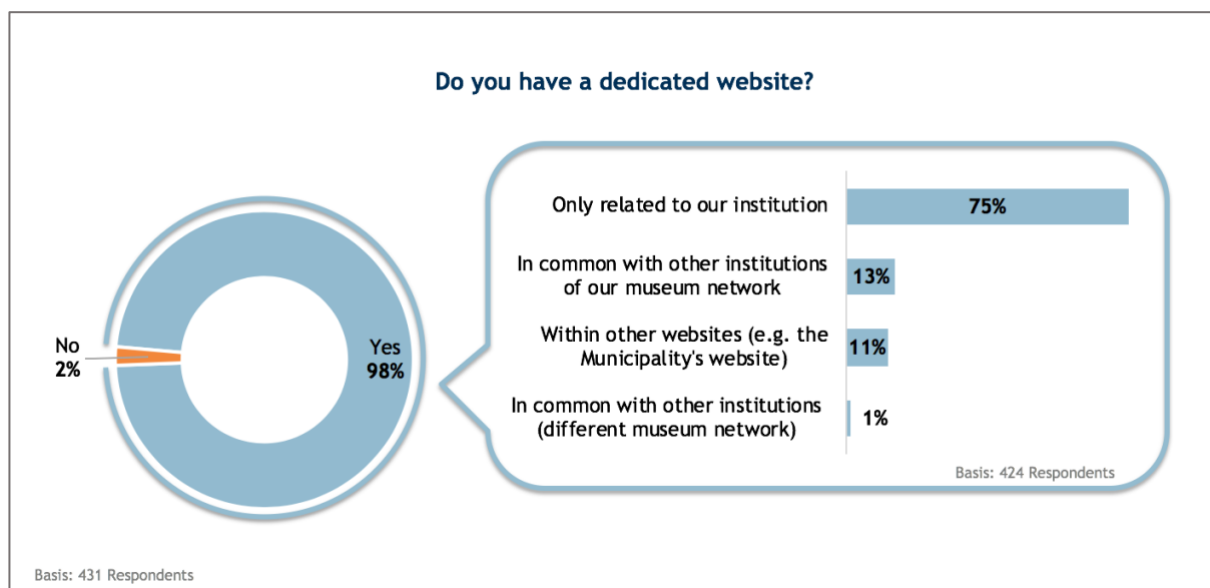 Do you have a dedicated website?
No
2%
Yes
98%
Only related to our institution
75%
In common with other institutions
of our museum network
13%
Within other websites (e.g. the
Municipality's website)
11%
In common with other institutions
(different museum network)
1%
Basis: 424 Respondents
Basis: 431 Respondents